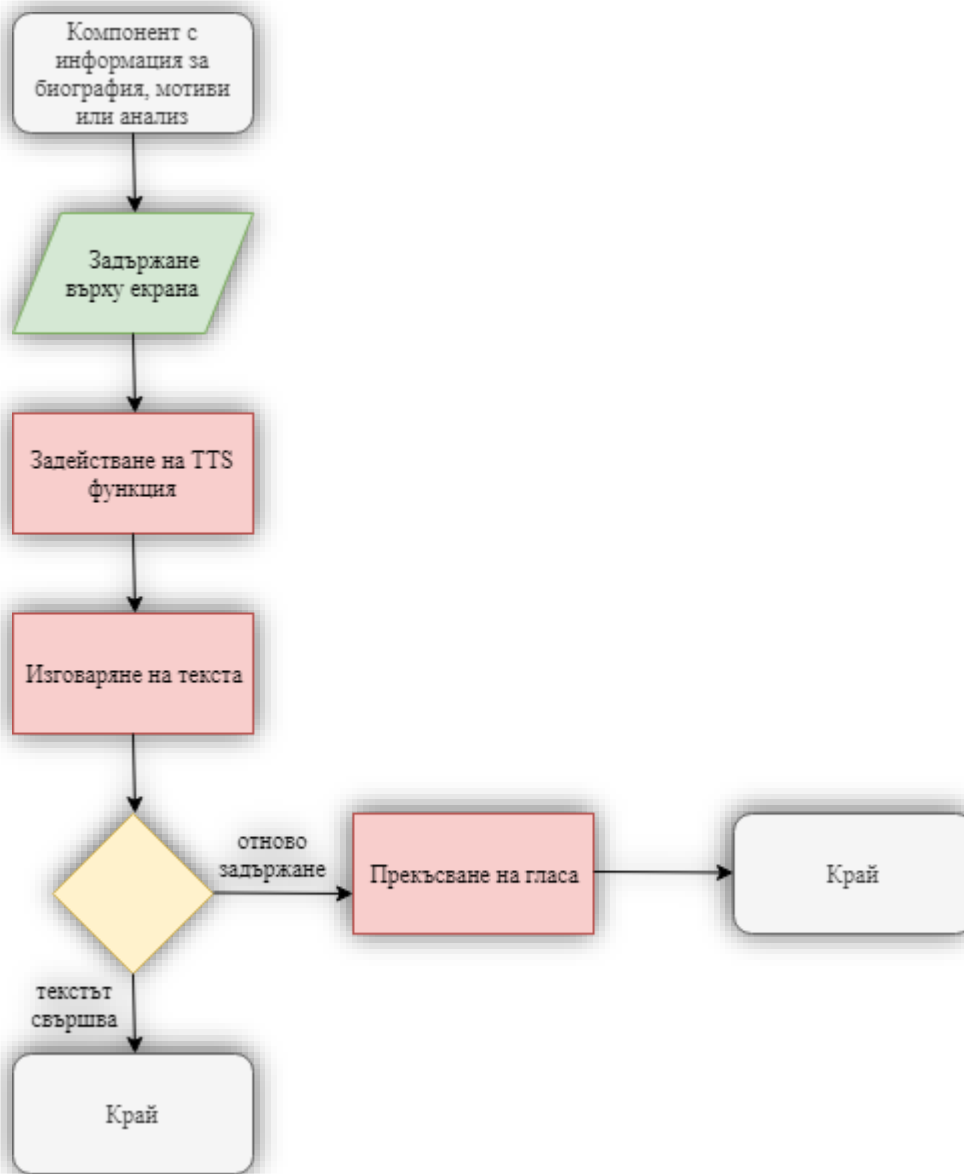 Компонент с
информация за
биография, мотиви
или анализ
Задържане
върху екрана
Задействане на TTS
функция
Изговаряне на текста
отново
задържане
Прекъсване на гласа
Край
текстът
свършва
Край